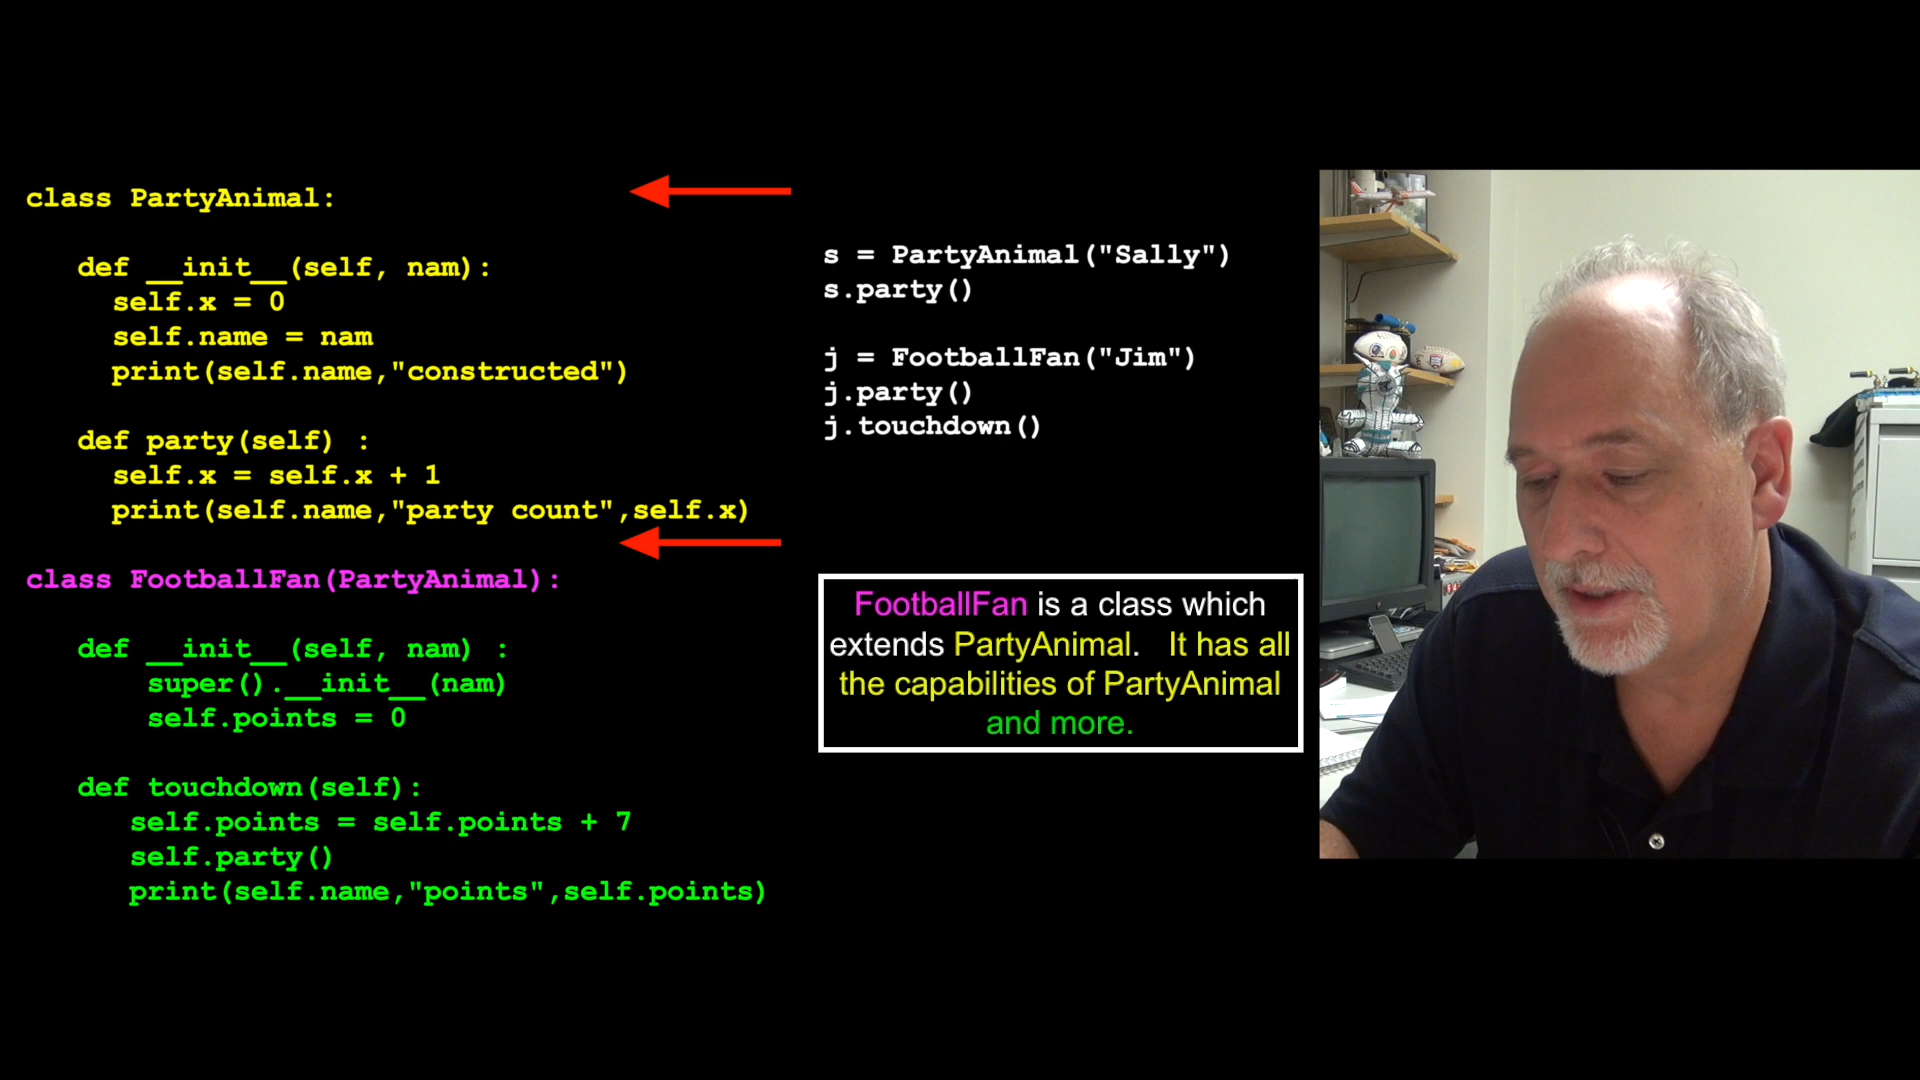 class PartyAnimal:
def __init__(self, nam):
self.x = 0
self.name = nam
print(self.name,"constructed")
def party(self) :
self.x = self.x + 1
print(self.name,"party count",self.x)
class FootballFan(PartyAnimal):
def __init__(self, nam) :
super().__init__(nam)
self.points = 0
def touchdown(self):
self.points = self.points + 7
self.party()
print(self.name,"points",self.points)
s = PartyAnimal("Sally")
s.party()
j = FootballFan("Jim")
j.party()
j.touchdown()
FootballFan is a class which
extends PartyAnimal. It has all
the capabilities of PartyAnimal
and more.